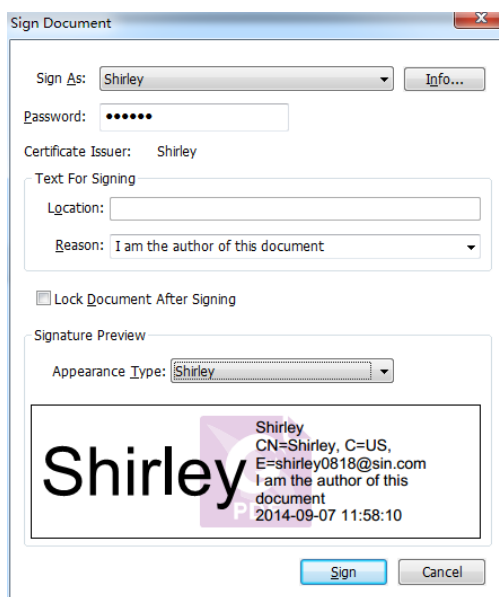 Sign Document
Sign As: Shirley Info...
Password: ••••••
Certificate Issuer: Shirley
Text For Signing
Location:
Reason: I am the author of this document
Lock Document After Signing
Signature Preview
Appearance Type: Shirley
Shirley
Shirley
CN=Shirley, C=US,
E=shirley0818@sin.com
I am the author of this
document
2014-09-07 11:58:10
PDF
Sign Cancel